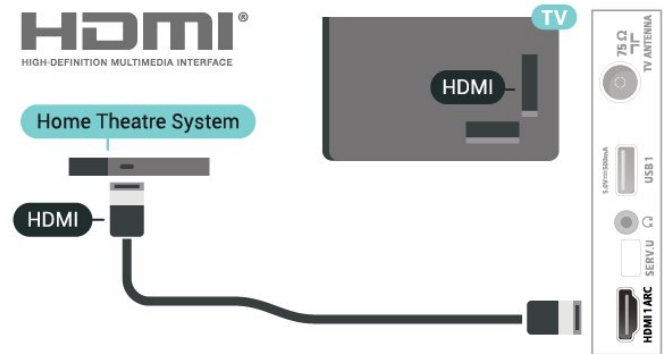 HDMI®
HIGH-DEFINITION MULTIMEDIA INTERFACE
TV
HDMI
Home Theatre System
HDMI
75 Ω
TV ANTENNA
5.0V⎓500mA
USB 1
SERV.U
HDMI 1 ARC